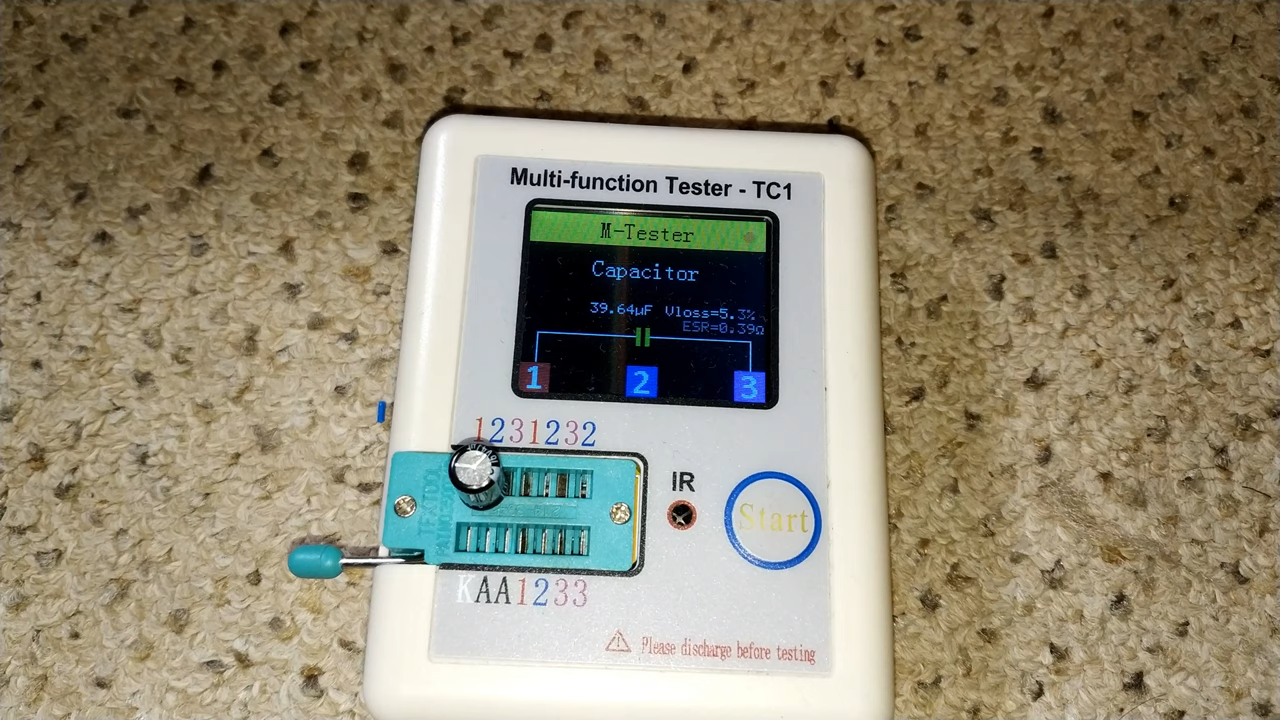 Multi-function Tester - TC1
M-Tester
Capacitor
39.64µF Vloss=5.3%
ESR=0.39Ω
1 2 3
1231232
IR
Start
KAA1233
Please discharge before testing